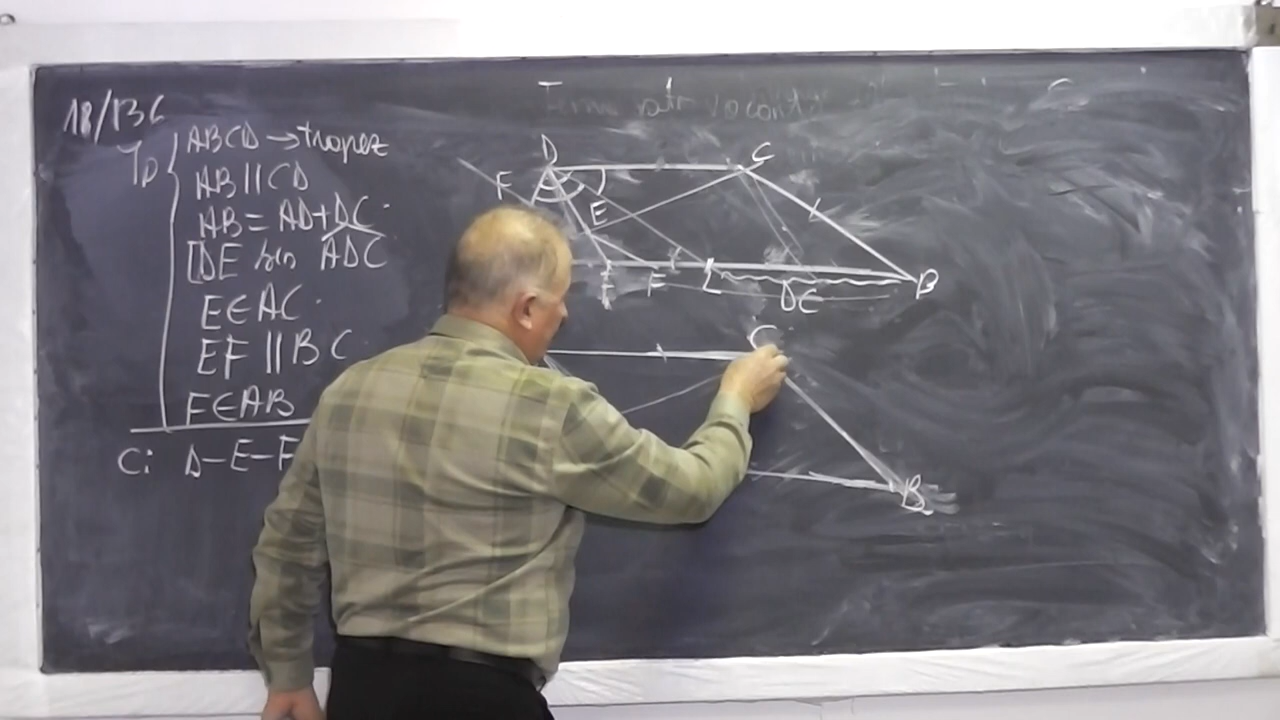 18/136
Ip
ABCD → trapez
AB || CD
AB = AD+DC
[DE bis ADC
E∈AC
EF || BC
F∈AB
C: D-E-F
D
C
F
E
F
L
DC
B
C
B